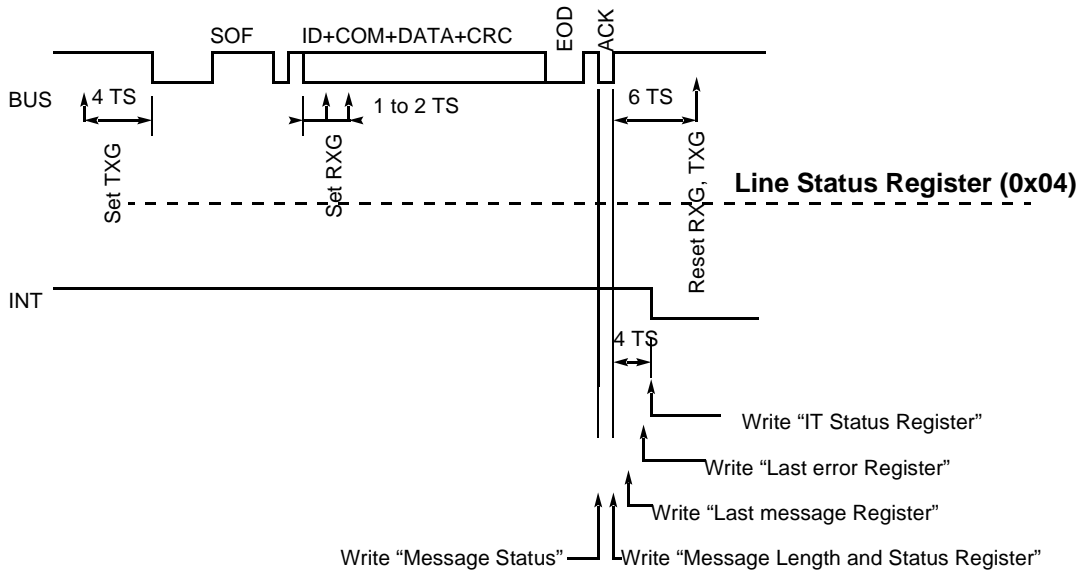 SOF
ID+COM+DATA+CRC
EOD
ACK
BUS
4 TS
1 to 2 TS
6 TS
Set TXG
Set RXG
Reset RXG, TXG
Line Status Register (0x04)
INT
4 TS
Write “IT Status Register”
Write “Last error Register”
Write “Last message Register”
Write “Message Status”
Write “Message Length and Status Register”